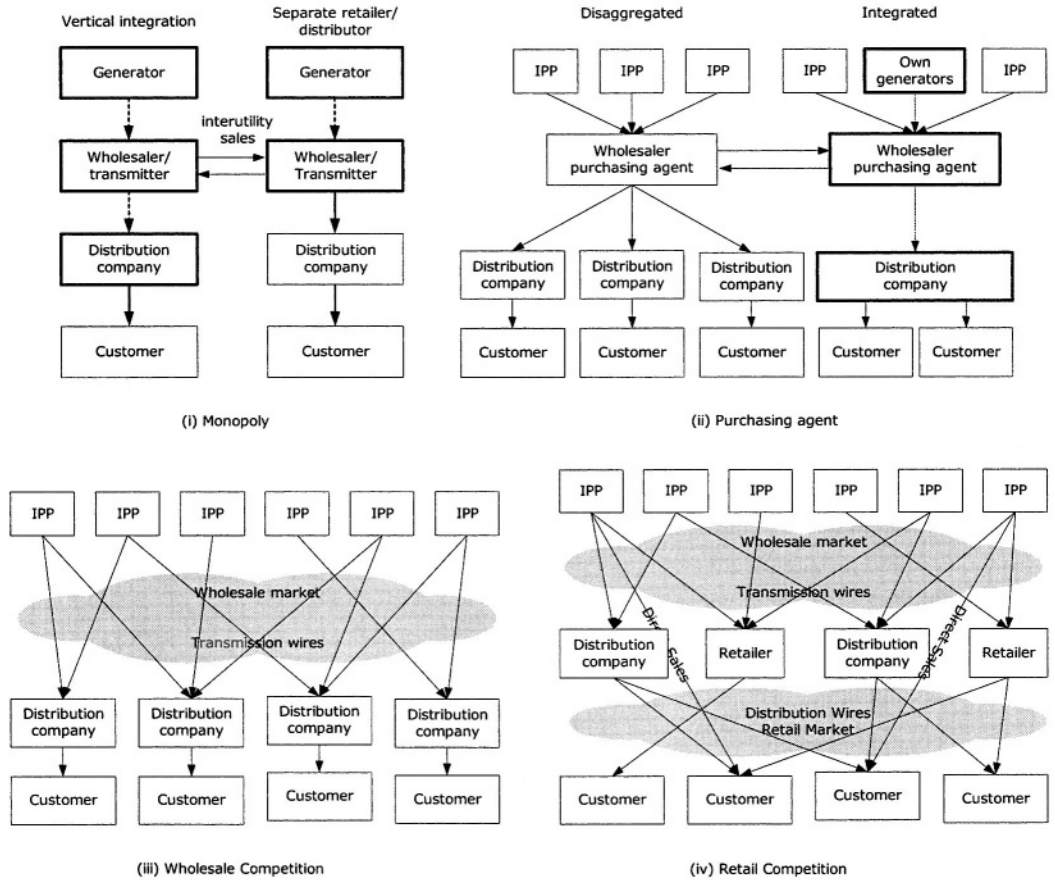 Vertical integration
Separate retailer/
distributor
Generator
Generator
interutility
sales
Wholesaler/
transmitter
Wholesaler/
Transmitter
Distribution
company
Distribution
company
Customer
Customer
(i) Monopoly
Disaggregated
Integrated
IPP
IPP
IPP
IPP
Own
generators
IPP
Wholesaler
purchasing agent
Wholesaler
purchasing agent
Distribution
company
Distribution
company
Distribution
company
Distribution
company
Customer
Customer
Customer
Customer
Customer
(ii) Purchasing agent
IPP
IPP
IPP
IPP
IPP
IPP
Wholesale market
Transmission wires
Distribution
company
Distribution
company
Distribution
company
Distribution
company
Customer
Customer
Customer
Customer
(iii) Wholesale Competition
IPP
IPP
IPP
IPP
IPP
IPP
Wholesale market
Transmission wires
Sales
Direct Sales
Distribution
company
Retailer
Distribution
company
Retailer
Distribution Wires
Retail Market
Customer
Customer
Customer
Customer
(iv) Retail Competition